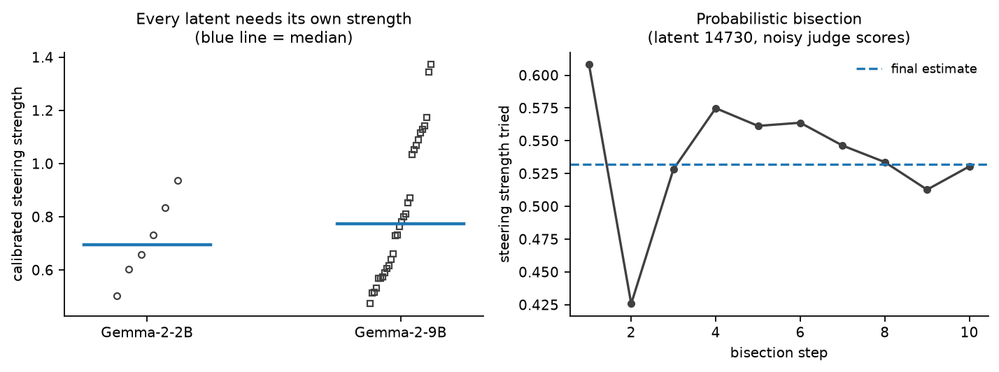 Every latent needs its own strength
(blue line = median)
calibrated steering strength
1.4
1.2
1.0
0.8
0.6
Gemma-2-2B
Gemma-2-9B
Probabilistic bisection
(latent 14730, noisy judge scores)
final estimate
steering strength tried
0.600
0.575
0.550
0.525
0.500
0.475
0.450
0.425
2
4
6
8
10
bisection step